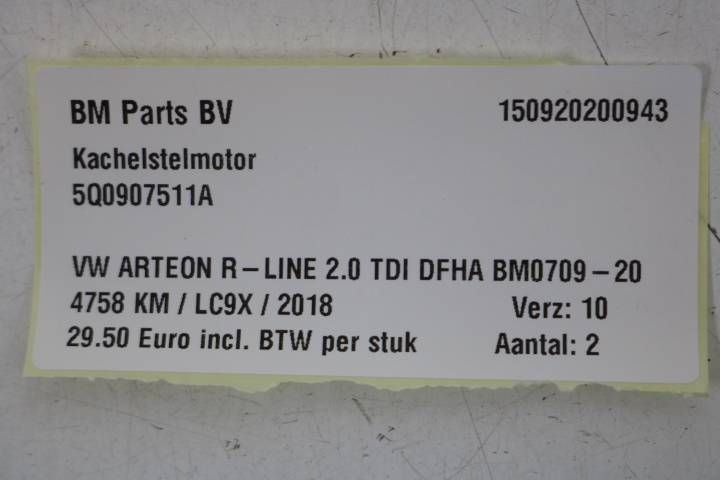 BM Parts BV 150920200943
Kachelstelmotor
5Q0907511A
VW ARTEON R-LINE 2.0 TDI DFHA BM0709-20
4758 KM / LC9X / 2018 Verz: 10
29.50 Euro incl. BTW per stuk Aantal: 2